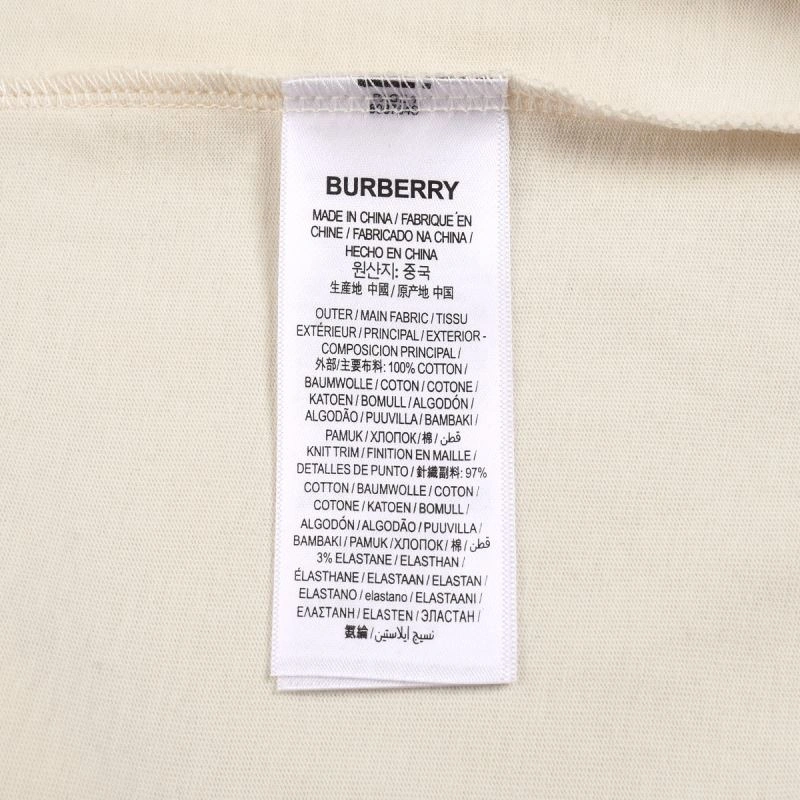 BURBERRY
MADE IN CHINA / FABRIQUE´EN
CHINE / FABRICADO NA CHINA /
HECHO EN CHINA
원산지: 중국
生産地 中國 / 原产地 中国
OUTER / MAIN FABRIC / TISSU
EXTÉRIEUR / PRINCIPAL / EXTERIOR -
COMPOSICION PRINCIPAL /
外部/主要布料: 100% COTTON /
BAUMWOLLE / COTON / COTONE /
KATOEN / BOMULL / ALGODÓN /
ALGODÃO / PUUVILLA / BAMBAKI /
PAMUK / ХЛОПОК / 棉 / قطن /
KNIT TRIM / FINITION EN MAILLE /
DETALLES DE PUNTO / 針織副料: 97%
COTTON / BAUMWOLLE / COTON /
COTONE / KATOEN / BOMULL /
ALGODÓN / ALGODÃO / PUUVILLA /
BAMBAKI / PAMUK / ХЛОПОК / 棉 / قطن
3% ELASTANE / ELASTHAN /
ÉLASTHANE / ELASTAAN / ELASTAN /
ELASTANO / elastano / ELASTAANI /
ΕΛΑΣΤΑΝΗ / ELASTEN / ЭЛАСТАН /
氨綸 / نسيج إيلاستين /